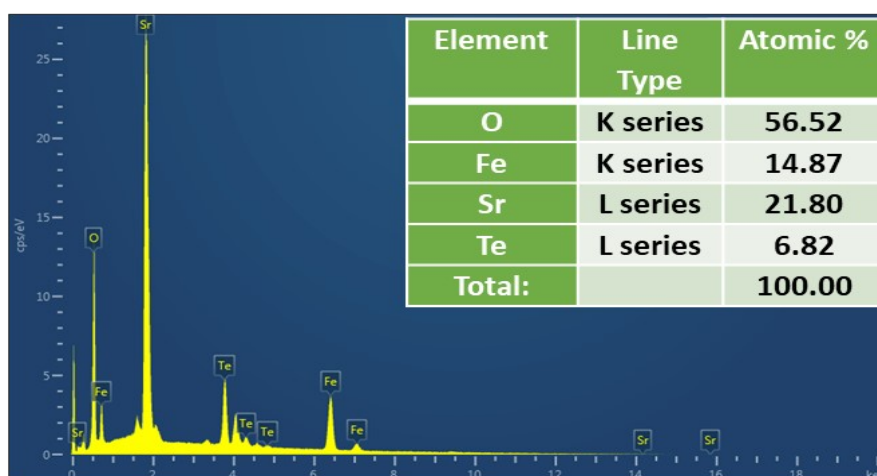 Sr
25
20
cps/eV
15
O
10
5
Te
Fe
Fe
Sr
Te
Te
Fe
Sr
Sr
0
0
2
4
6
8
10
12
14
16
Element Line Type Atomic %
O K series 56.52
Fe K series 14.87
Sr L series 21.80
Te L series 6.82
Total: 100.00